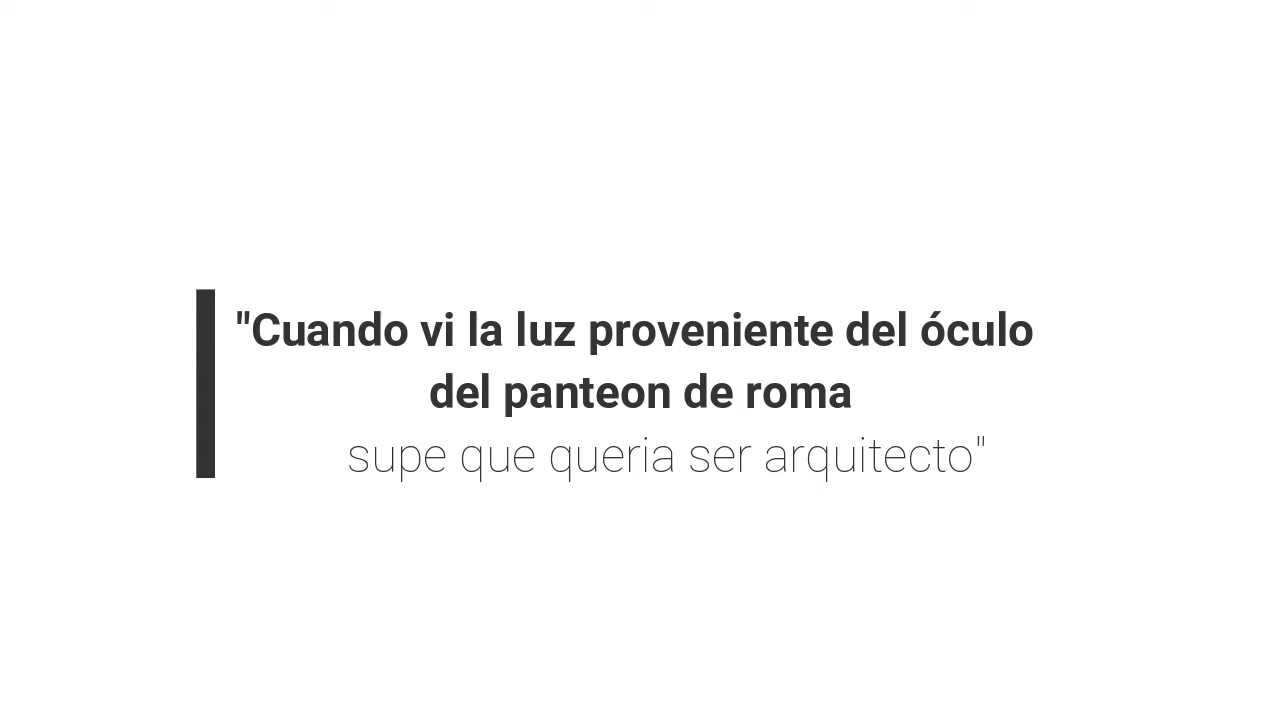 "Cuando vi la luz proveniente del óculo
del panteon de roma
supe que queria ser arquitecto"